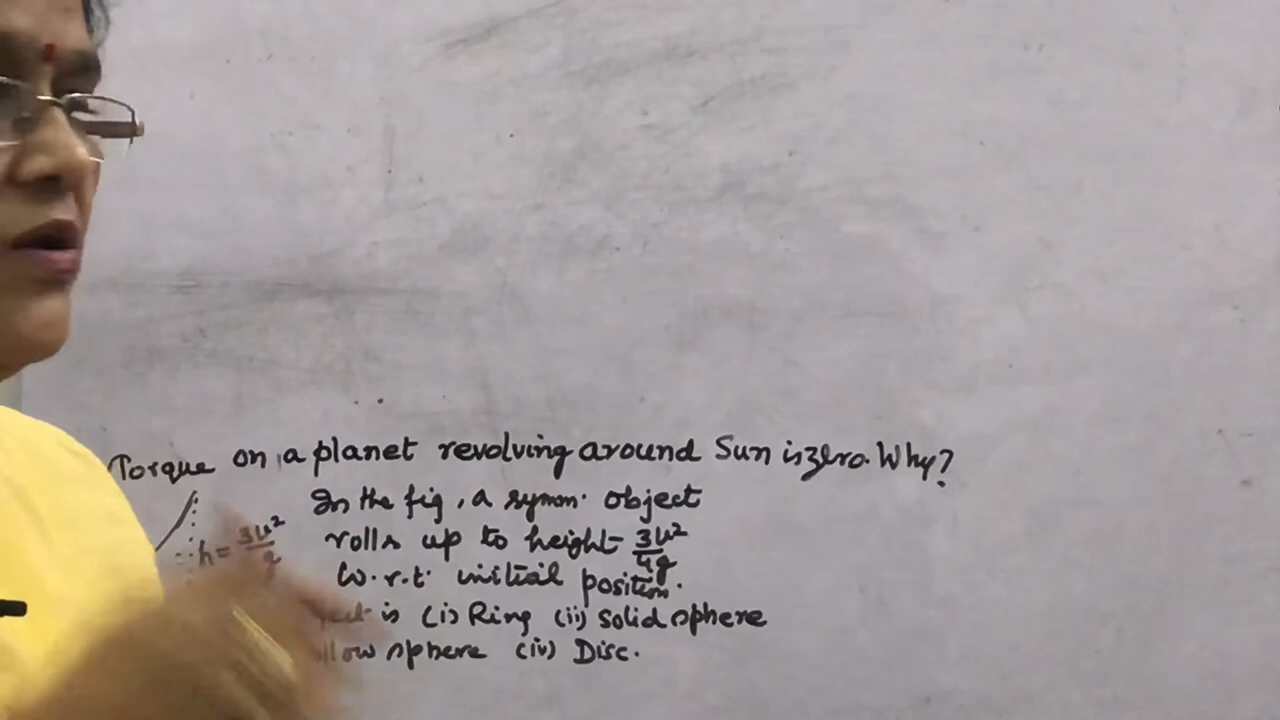 Torque on a planet revolving around Sun is zero. Why?
In the fig, a symm. object
rolls up to height 3v²/4g
h = 3v²
w.r.t. initial position.
is (i) Ring (ii) solid sphere
sphere (iv) Disc.